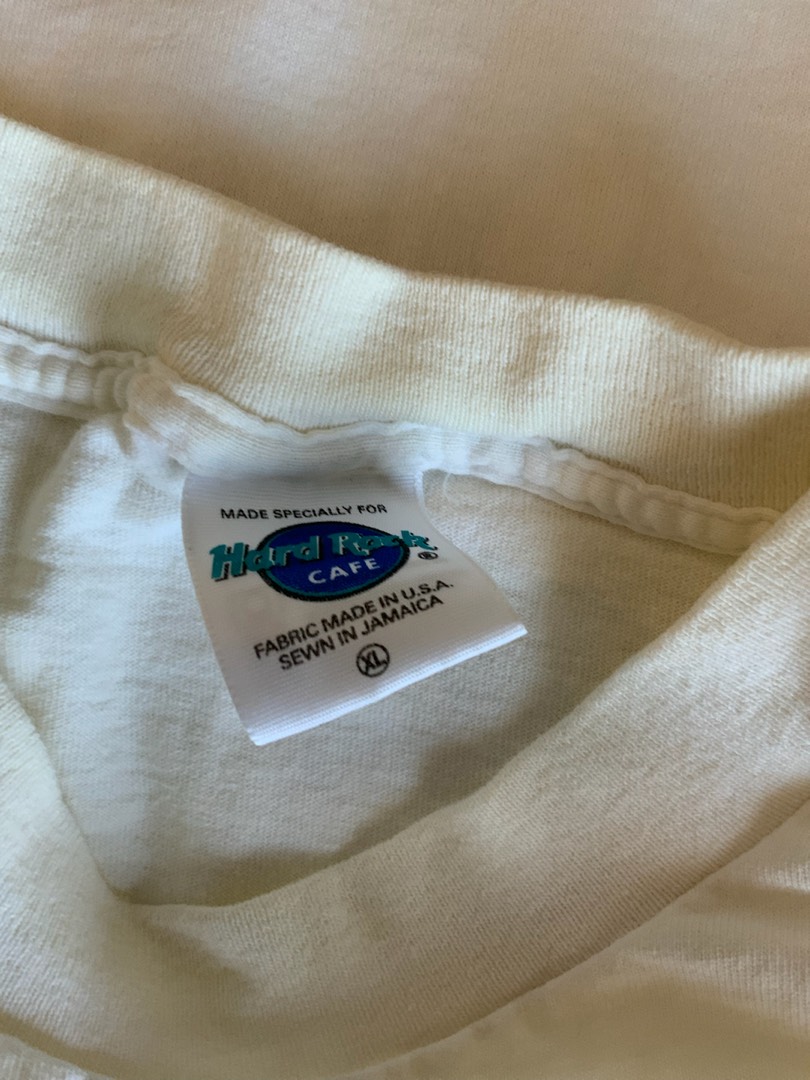 MADE SPECIALLY FOR
Hard Rock ®
CAFE
FABRIC MADE IN U.S.A.
SEWN IN JAMAICA
XL